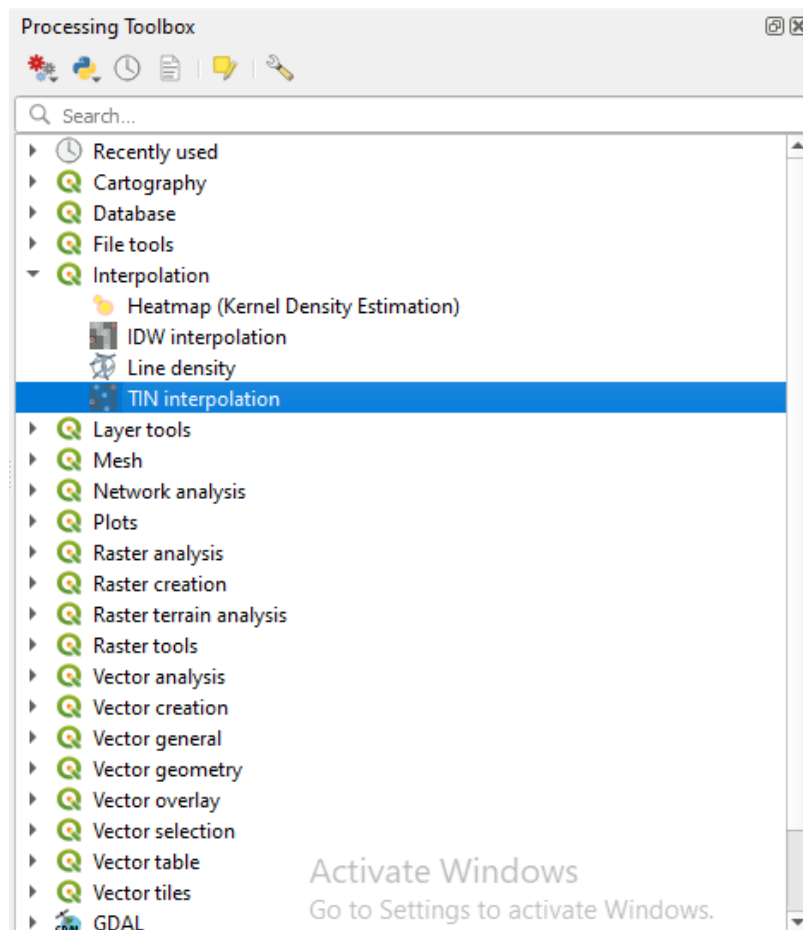 Processing Toolbox
Search...
Recently used
Cartography
Database
File tools
Interpolation
Heatmap (Kernel Density Estimation)
IDW interpolation
Line density
TIN interpolation
Layer tools
Mesh
Network analysis
Plots
Raster analysis
Raster creation
Raster terrain analysis
Raster tools
Vector analysis
Vector creation
Vector general
Vector geometry
Vector overlay
Vector selection
Vector table
Vector tiles
GDAL
Activate Windows
Go to Settings to activate Windows.